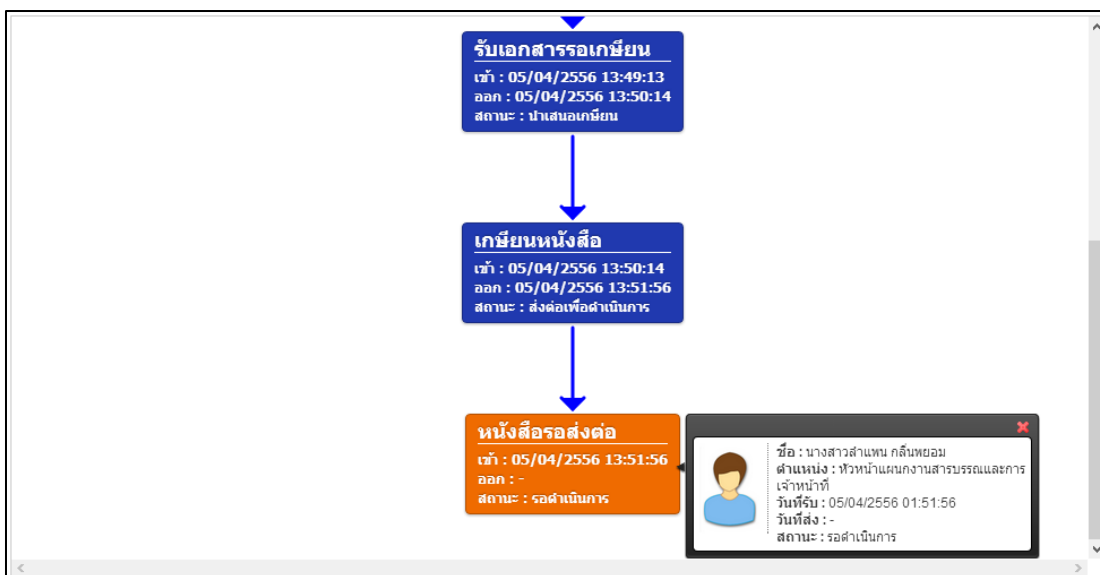 รับเอกสารรอเกษียน
เข้า : 05/04/2556 13:49:13
ออก : 05/04/2556 13:50:14
สถานะ : นำเสนอเกษียน
เกษียนหนังสือ
เข้า : 05/04/2556 13:50:14
ออก : 05/04/2556 13:51:56
สถานะ : ส่งต่อเพื่อดำเนินการ
หนังสือรอส่งต่อ
เข้า : 05/04/2556 13:51:56
ออก : -
สถานะ : รอดำเนินการ
ชื่อ : นางสาวลำแพน กลิ่นพยอม
ตำแหน่ง : หัวหน้าแผนกงานสารบรรณและการ
เจ้าหน้าที่
วันที่รับ : 05/04/2556 01:51:56
วันที่ส่ง : -
สถานะ : รอดำเนินการ